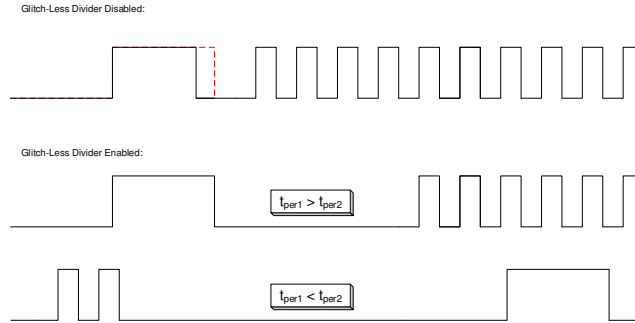 Glitch-Less Divider Disabled:
Glitch-Less Divider Enabled:
tper1 > tper2
tper1 < tper2